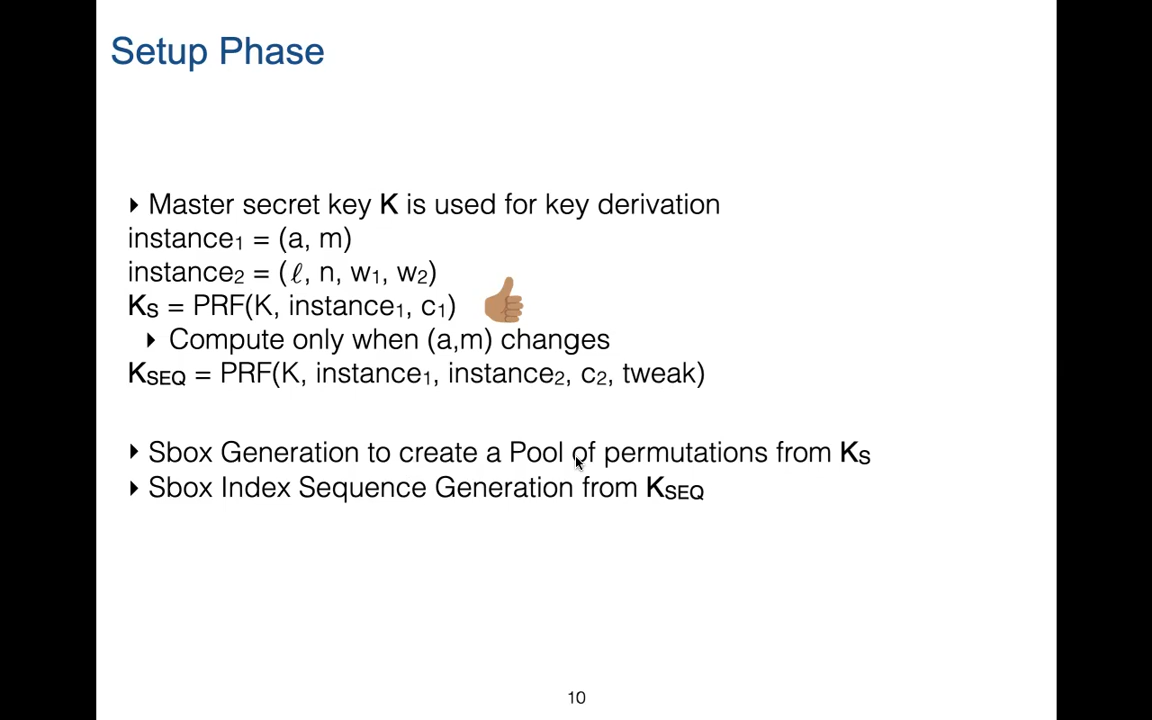 Setup Phase
‣ Master secret key K is used for key derivation
instance₁ = (a, m)
instance₂ = (ℓ, n, w₁, w₂)
KS = PRF(K, instance₁, c₁)
‣ Compute only when (a,m) changes
KSEQ = PRF(K, instance₁, instance₂, c₂, tweak)
‣ Sbox Generation to create a Pool of permutations from KS
‣ Sbox Index Sequence Generation from KSEQ
10